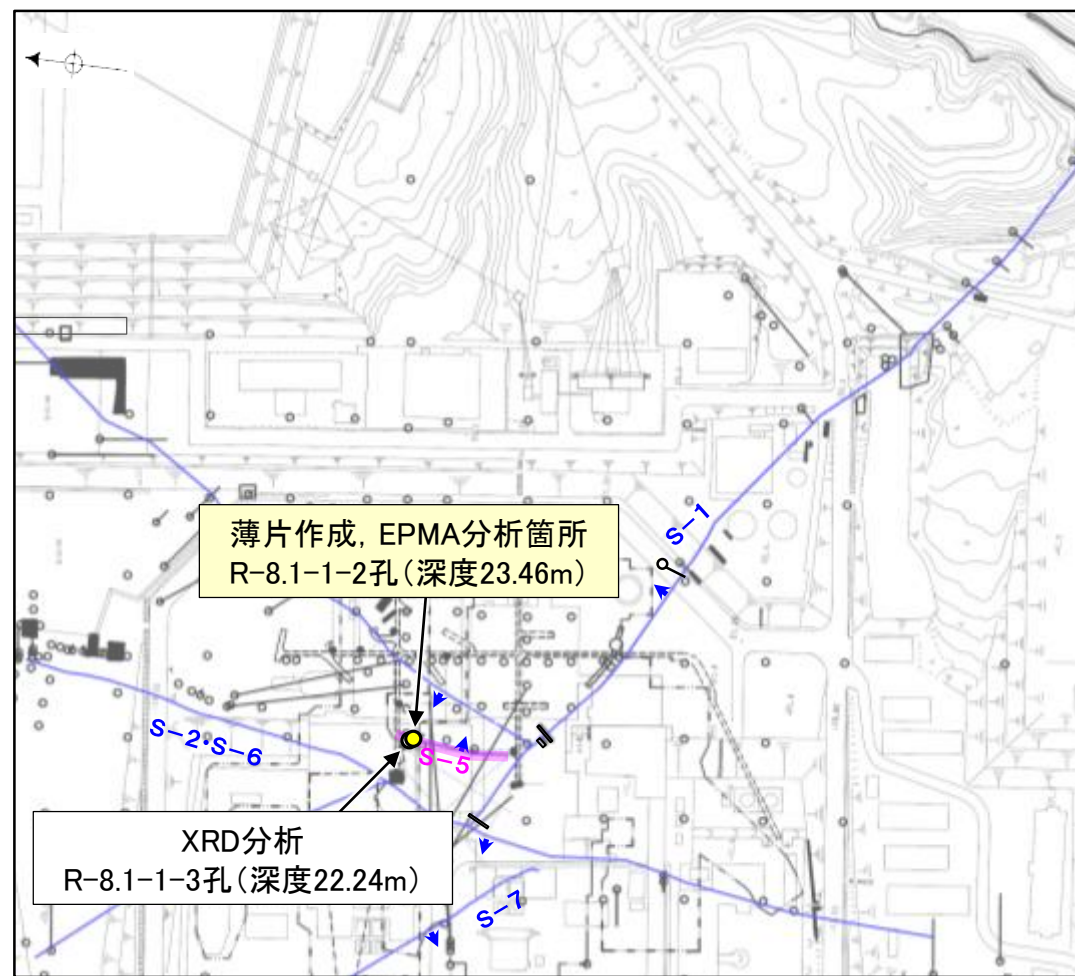 薄片作成, EPMA分析箇所
R-8.1-1-2孔(深度23.46m)
S-1
S-2・S-6
S-5
XRD分析
R-8.1-1-3孔(深度22.24m)
S-7